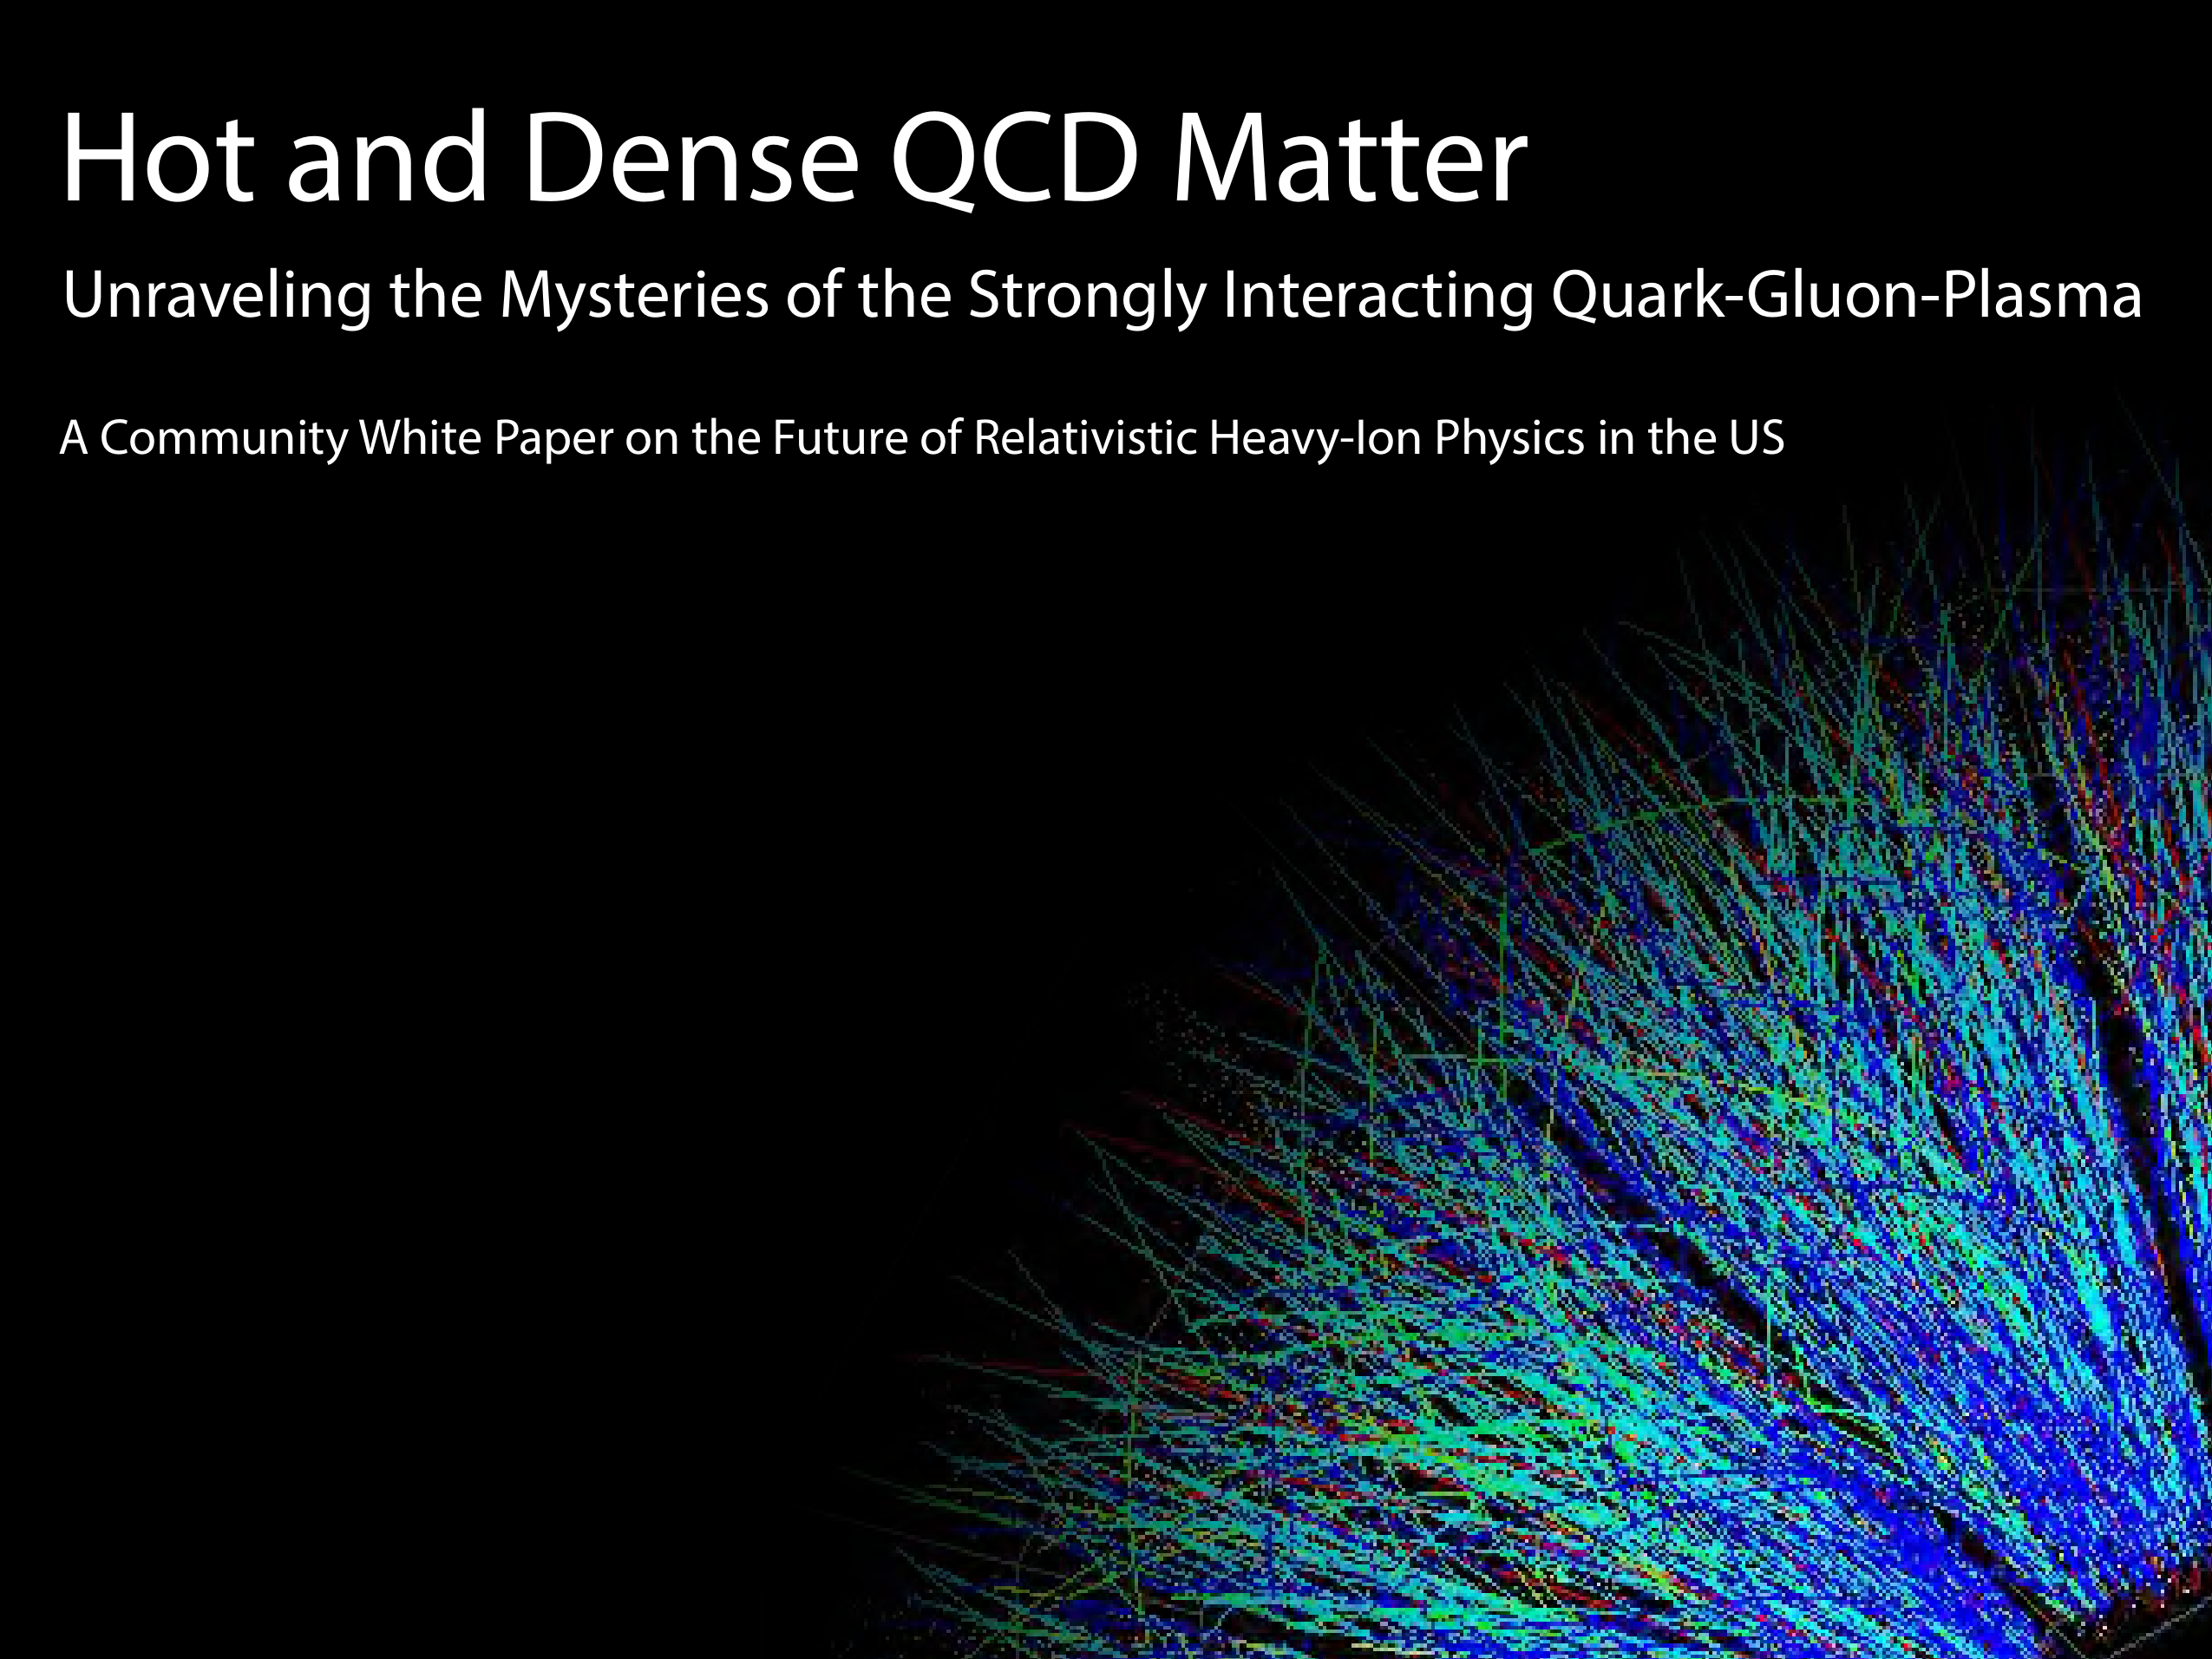 Hot and Dense QCD Matter
Unraveling the Mysteries of the Strongly Interacting Quark-Gluon-Plasma
A Community White Paper on the Future of Relativistic Heavy-Ion Physics in the US